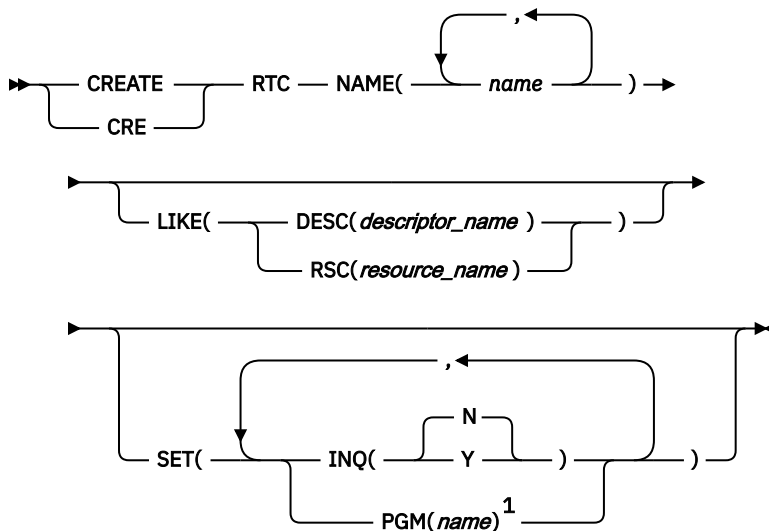 ,
CREATE RTC NAME( name )
CRE
LIKE( DESC(descriptor_name ) )
RSC(resource_name )
,
N
SET( INQ( Y ) )
PGM(name) 1